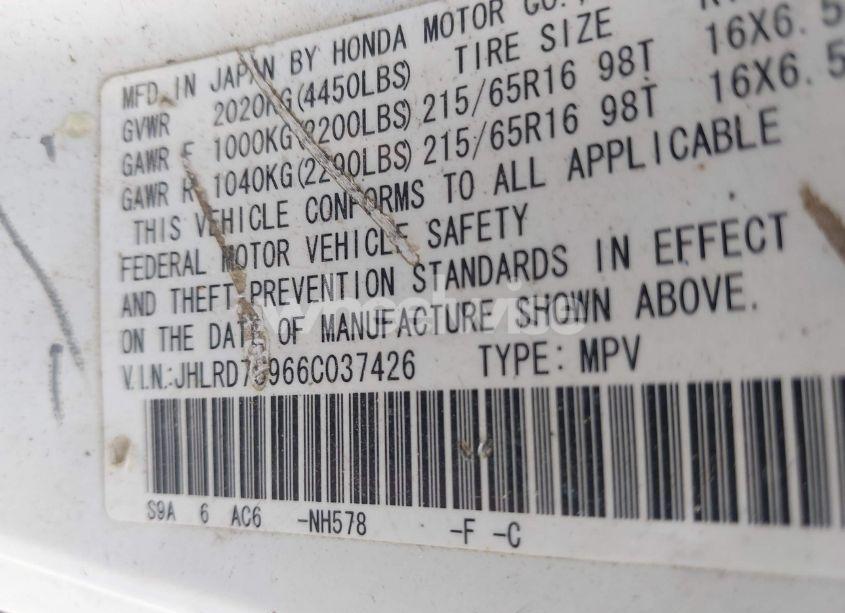 MFD. IN JAPAN BY HONDA MOTOR CO.,
GVWR 2020KG(4450LBS) TIRE SIZE
GAWR F 1000KG(2200LBS) 215/65R16 98T 16X6.5
GAWR R 1040KG(2290LBS) 215/65R16 98T 16X6.5
THIS VEHICLE CONFORMS TO ALL APPLICABLE
FEDERAL MOTOR VEHICLE SAFETY
AND THEFT PREVENTION STANDARDS IN EFFECT
ON THE DATE OF MANUFACTURE SHOWN ABOVE.
TYPE: MPV
S9A 6 AC6 -NH578 -F -C